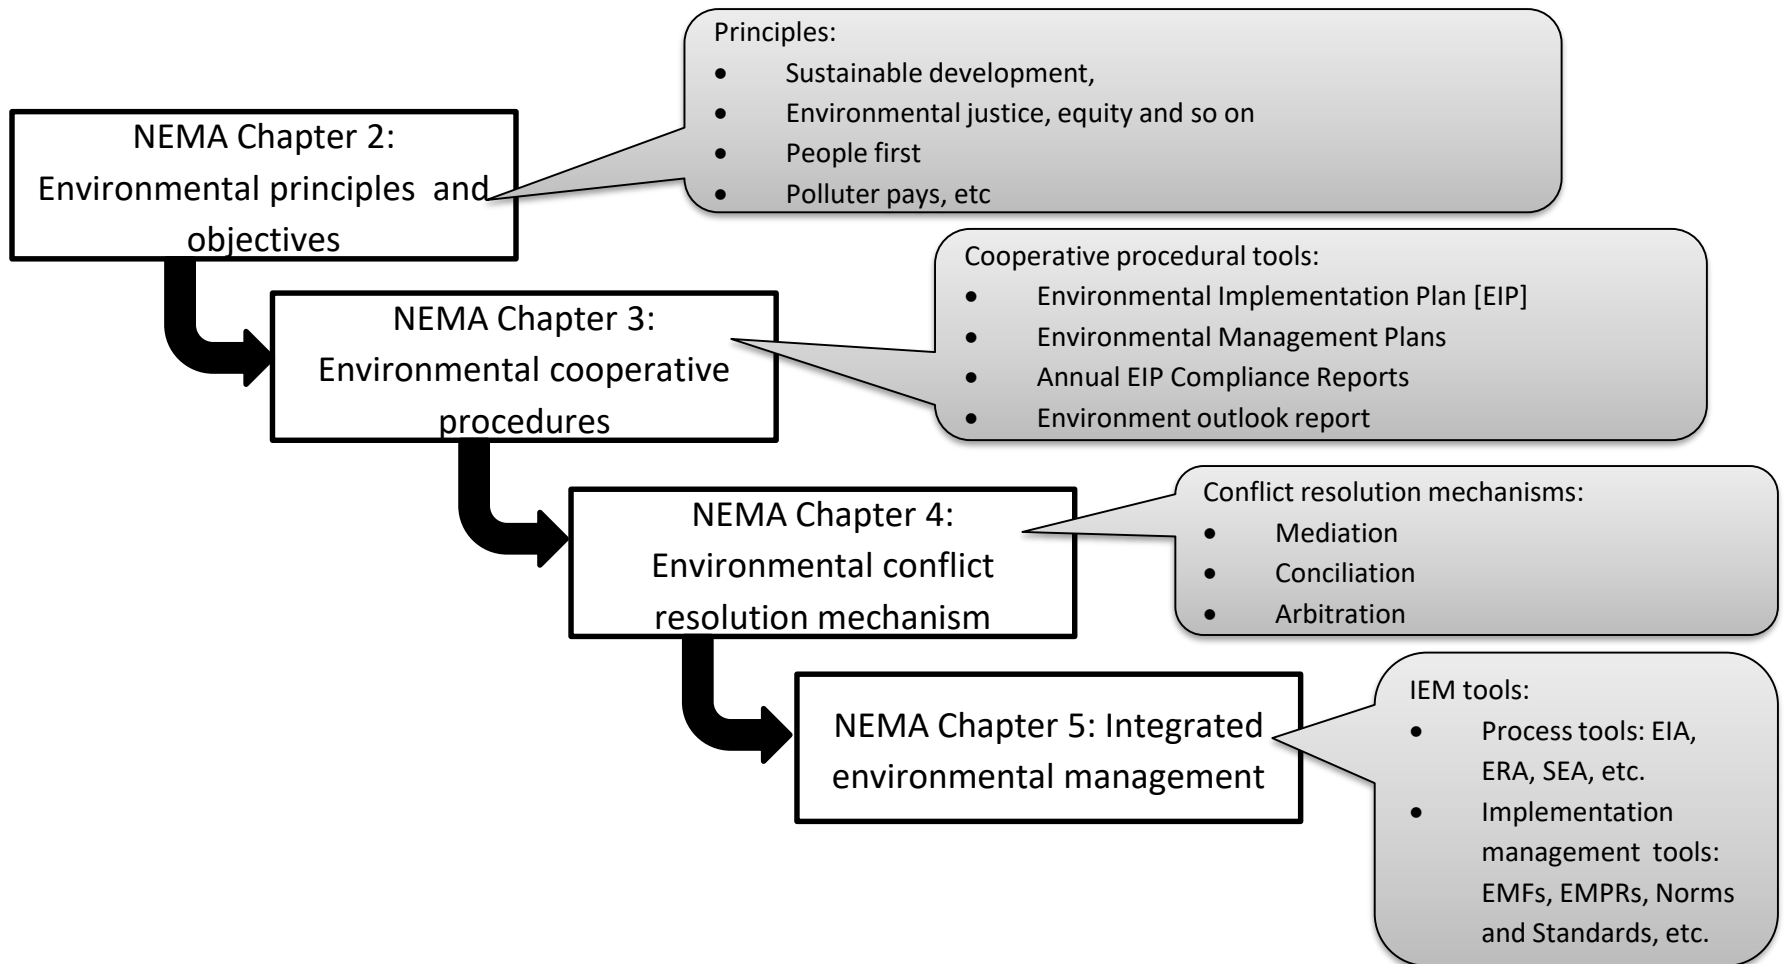 Principles:
• Sustainable development,
• Environmental justice, equity and so on
• People first
• Polluter pays, etc
NEMA Chapter 2:
Environmental principles and
objectives
Cooperative procedural tools:
• Environmental Implementation Plan [EIP]
• Environmental Management Plans
• Annual EIP Compliance Reports
• Environment outlook report
NEMA Chapter 3:
Environmental cooperative
procedures
Conflict resolution mechanisms:
• Mediation
• Conciliation
• Arbitration
NEMA Chapter 4:
Environmental conflict
resolution mechanism
IEM tools:
• Process tools: EIA,
ERA, SEA, etc.
• Implementation
management tools:
EMFs, EMPRs, Norms
and Standards, etc.
NEMA Chapter 5: Integrated
environmental management